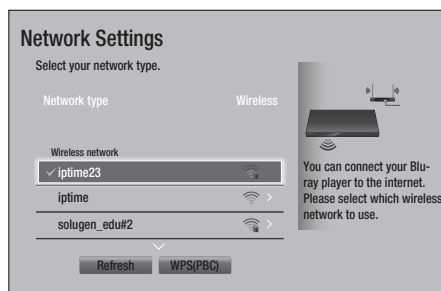 Network Settings
Select your network type.
Network type Wireless
Wireless network
iptime23
iptime
solugen_edu#2
Refresh WPS(PBC)
You can connect your Blu-
ray player to the internet.
Please select which wireless
network to use.